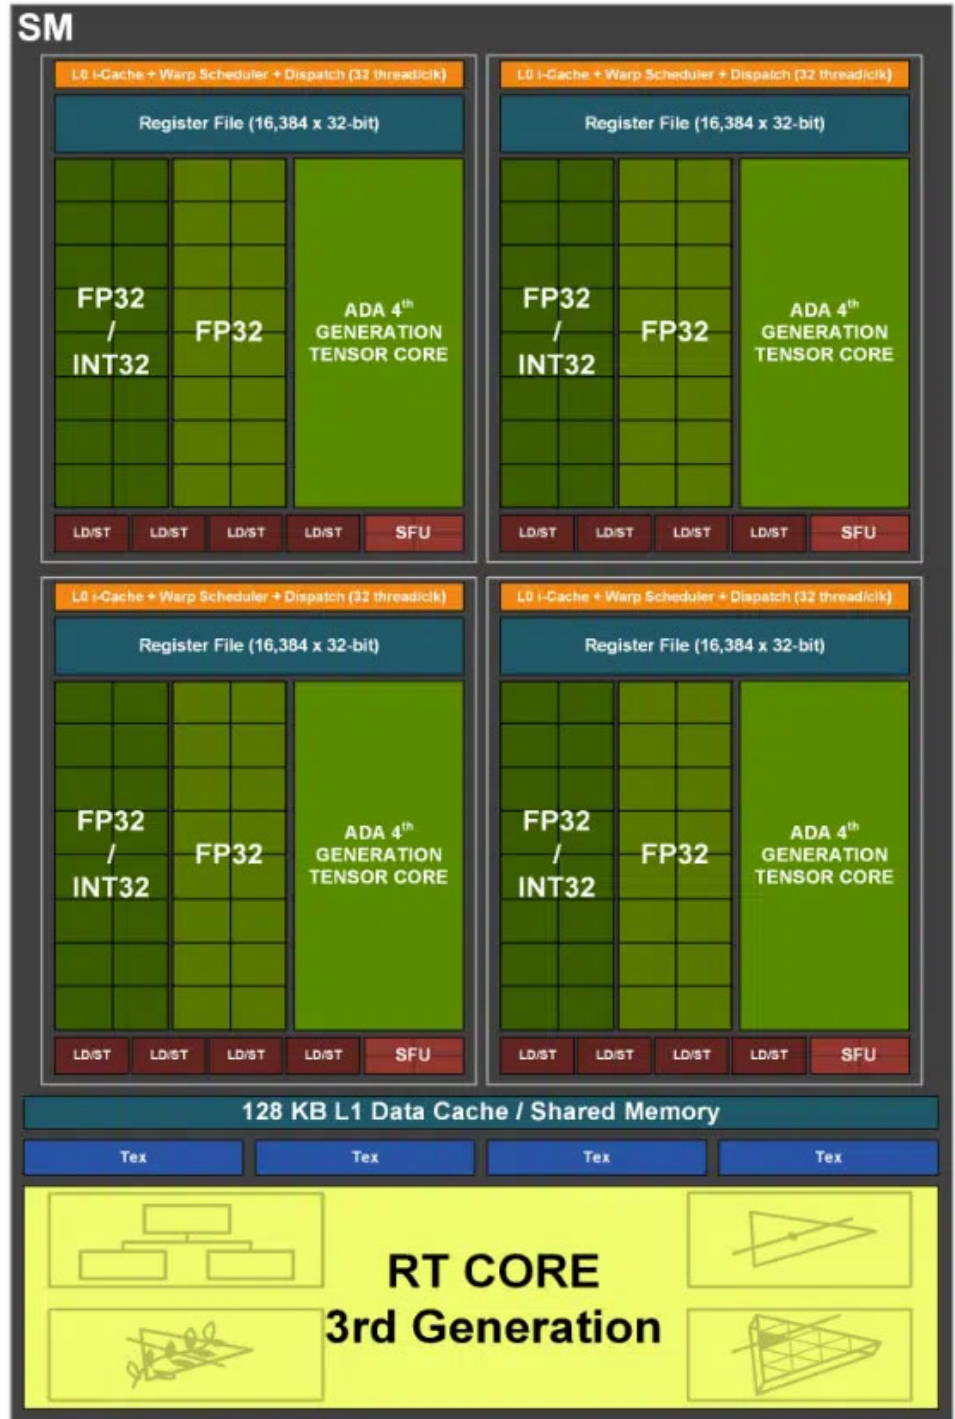 SM
L0 i-Cache + Warp Scheduler + Dispatch (32 thread/clk)
Register File (16,384 x 32-bit)
FP32
/
INT32
FP32
ADA 4th
GENERATION
TENSOR CORE
LD/ST LD/ST LD/ST LD/ST SFU
L0 i-Cache + Warp Scheduler + Dispatch (32 thread/clk)
Register File (16,384 x 32-bit)
FP32
/
INT32
FP32
ADA 4th
GENERATION
TENSOR CORE
LD/ST LD/ST LD/ST LD/ST SFU
L0 i-Cache + Warp Scheduler + Dispatch (32 thread/clk)
Register File (16,384 x 32-bit)
FP32
/
INT32
FP32
ADA 4th
GENERATION
TENSOR CORE
LD/ST LD/ST LD/ST LD/ST SFU
L0 i-Cache + Warp Scheduler + Dispatch (32 thread/clk)
Register File (16,384 x 32-bit)
FP32
/
INT32
FP32
ADA 4th
GENERATION
TENSOR CORE
LD/ST LD/ST LD/ST LD/ST SFU
128 KB L1 Data Cache / Shared Memory
Tex Tex Tex Tex
RT CORE
3rd Generation